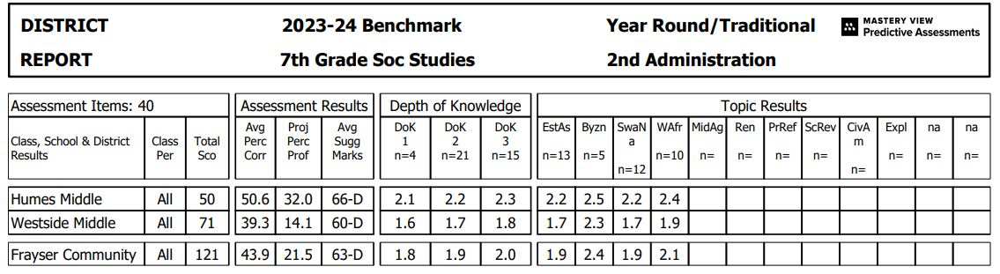 DISTRICT 2023-24 Benchmark Year Round/Traditional MASTERY VIEW
REPORT 7th Grade Soc Studies 2nd Administration Predictive Assessments
Assessment Items: 40 Assessment Results Depth of Knowledge Topic Results
Class, School & District Results Class Per Total Sco Avg Perc Corr Proj Perc Prof Avg Sugg Marks DoK 1 n=4 DoK 2 n=21 DoK 3 n=15 EstAs n=13 Byzn n=5 SwaNa n=12 WAfr n=10 MidAg n= Ren n= PrRef n= ScRev n= CivAm n= Expl n= na n= na n=
Humes Middle All 50 50.6 32.0 66-D 2.1 2.2 2.3 2.2 2.5 2.2 2.4
Westside Middle All 71 39.3 14.1 60-D 1.6 1.7 1.8 1.7 2.3 1.7 1.9
Frayser Community All 121 43.9 21.5 63-D 1.8 1.9 2.0 1.9 2.4 1.9 2.1